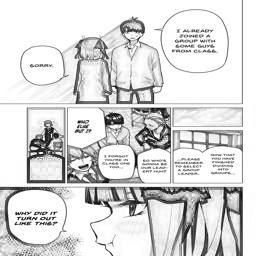 I ALREADY
JOINED A
GROUP WITH
SOME GUYS
FROM CLASS.
SORRY.
NOW THAT
YOU HAVE
FINISHED
DIVIDING
INTO
GROUPS...
...PLEASE
REMEMBER
TO SELECT
A GROUP
LEADER.
SO WHO'S
GONNA BE
OUR LEAD-
ER? HUH?
WHO
ELSE
BUT I?
I FORGOT
YOU'RE IN
CLASS ONE
TOO...
WHY DID IT
TURN OUT
LIKE THIS?